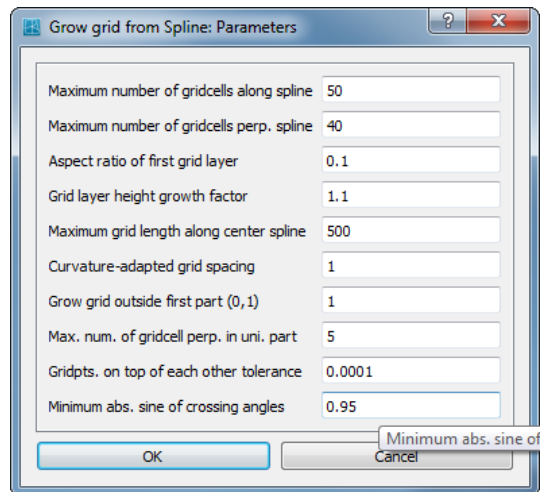 Grow grid from Spline: Parameters ? X
Maximum number of gridcells along spline 50
Maximum number of gridcells perp. spline 40
Aspect ratio of first grid layer 0.1
Grid layer height growth factor 1.1
Maximum grid length along center spline 500
Curvature-adapted grid spacing 1
Grow grid outside first part (0,1) 1
Max. num. of gridcell perp. in uni. part 5
Gridpts. on top of each other tolerance 0.0001
Minimum abs. sine of crossing angles 0.95
Minimum abs. sine of
OK Cancel